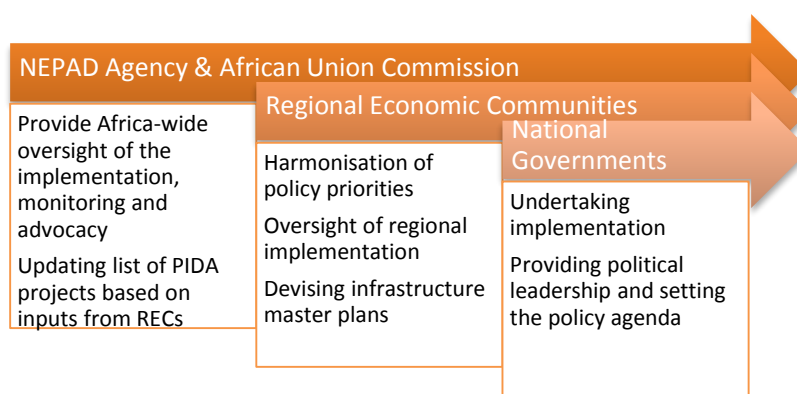 NEPAD Agency & African Union Commission
Provide Africa-wide
oversight of the
implementation,
monitoring and
advocacy
Updating list of PIDA
projects based on
inputs from RECs
Regional Economic Communities
Harmonisation of
policy priorities
Oversight of regional
implementation
Devising infrastructure
master plans
National
Governments
Undertaking
implementation
Providing political
leadership and setting
the policy agenda